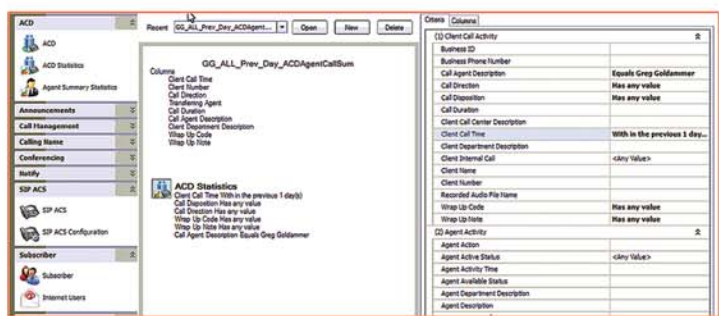 ACD
ACD
ACD Statistics
Agent Summary Statistics
Announcements
Call Management
Calling Name
Conferencing
Notify
SIP ACS
SIP ACS
SIP ACS Configuration
Subscriber
Subscriber
Internet Users
Recent GG_ALL_Prev_Day_ACDAgent... Open New Delete
GG_ALL_Prev_Day_ACDAgentCallSum
Columns
Client Call Time
Client Number
Call Direction
Transferring Agent
Call Duration
Call Agent Description
Client Department Description
Wrap Up Code
Wrap Up Note
ACD Statistics
Client Call Time With in the previous 1 day(s)
Call Disposition Has any value
Call Direction Has any value
Wrap Up Code Has any value
Wrap Up Note Has any value
Call Agent Description Equals Greg Goldammer
Criteria Columns
(1) Client Call Activity
Business ID
Business Phone Number
Call Agent Description Equals Greg Goldammer
Call Direction Has any value
Call Disposition Has any value
Call Duration
Client Call Center Description
Client Call Time With in the previous 1 day...
Client Department Description
Client Internal Call <Any Value>
Client Name
Client Number
Recorded Audio File Name
Wrap Up Code Has any value
Wrap Up Note Has any value
(2) Agent Activity
Agent Action
Agent Active Status <Any Value>
Agent Activity Time
Agent Available Status
Agent Department Description
Agent Description